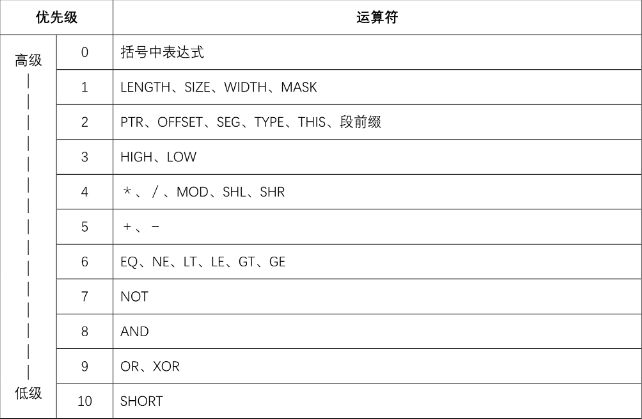 优先级 运算符
高级
0 括号中表达式
1 LENGTH、SIZE、WIDTH、MASK
2 PTR、OFFSET、SEG、TYPE、THIS、段前缀
3 HIGH、LOW
4 *、/、MOD、SHL、SHR
5 +、-
6 EQ、NE、LT、LE、GT、GE
7 NOT
8 AND
9 OR、XOR
低级
10 SHORT